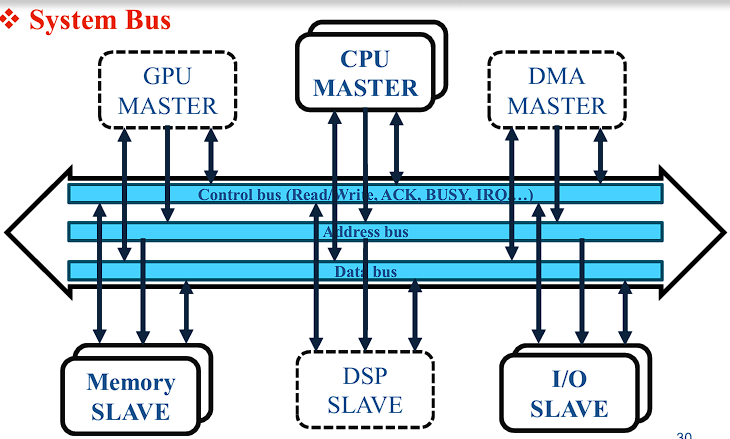 ❖ System Bus
GPU
MASTER
CPU
MASTER
DMA
MASTER
Control bus (Read/Write, ACK, BUSY, IRQ…)
Address bus
Data bus
Memory
SLAVE
DSP
SLAVE
I/O
SLAVE
30